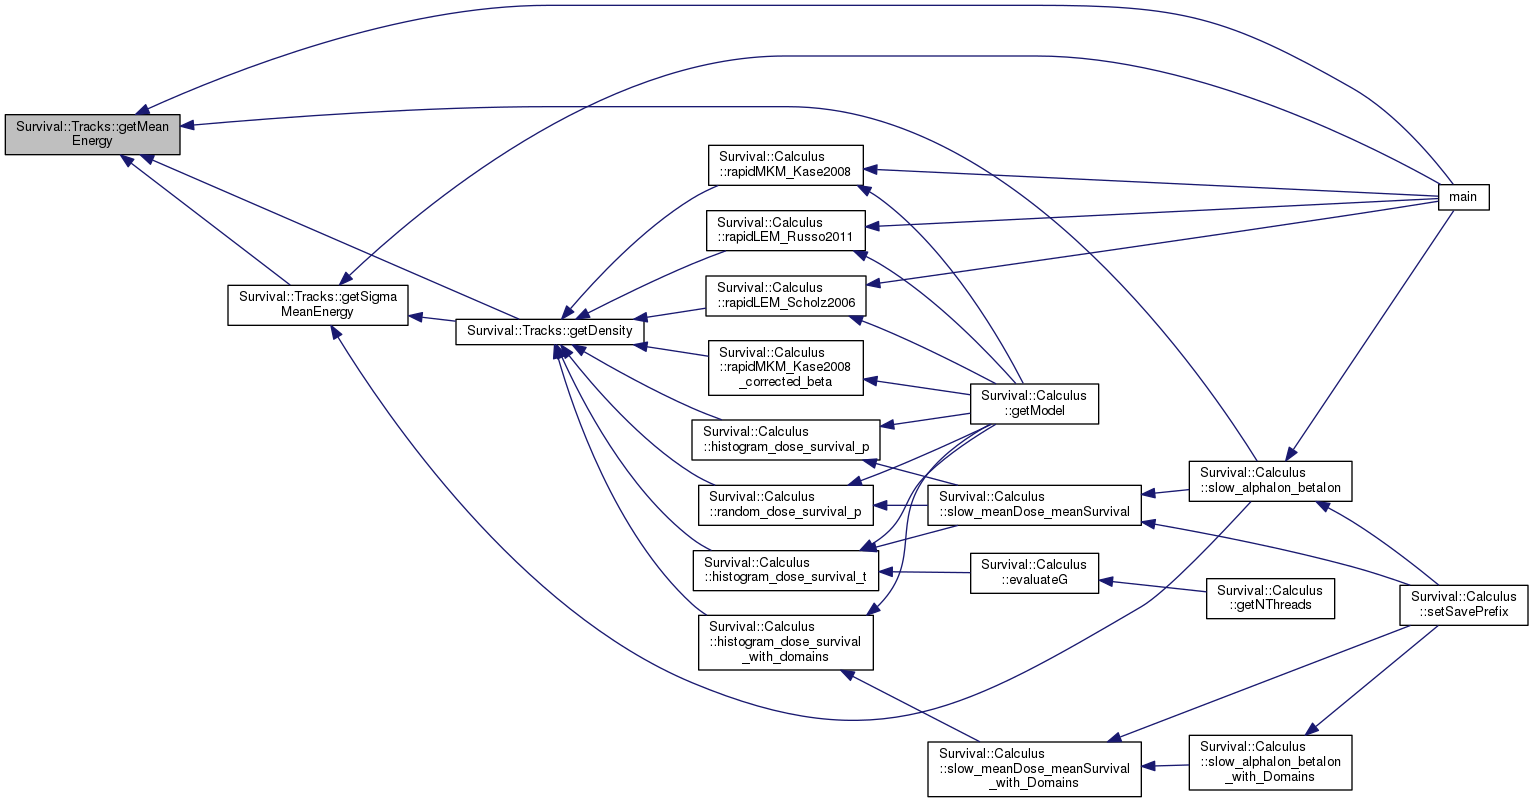 Survival::Tracks::getMean
Energy
Survival::Tracks::getSigma
MeanEnergy
Survival::Tracks::getDensity
Survival::Calculus
::rapidMKM_Kase2008
Survival::Calculus
::rapidLEM_Russo2011
Survival::Calculus
::rapidLEM_Scholz2006
Survival::Calculus
::rapidMKM_Kase2008
_corrected_beta
Survival::Calculus
::histogram_dose_survival_p
Survival::Calculus
::random_dose_survival_p
Survival::Calculus
::histogram_dose_survival_t
Survival::Calculus
::histogram_dose_survival
_with_domains
Survival::Calculus
::getModel
Survival::Calculus
::slow_meanDose_meanSurvival
Survival::Calculus
::evaluateG
Survival::Calculus
::slow_meanDose_meanSurvival
_with_Domains
main
Survival::Calculus
::slow_alphaIon_betaIon
Survival::Calculus
::getNThreads
Survival::Calculus
::setSavePrefix
Survival::Calculus
::slow_alphaIon_betaIon
_with_Domains